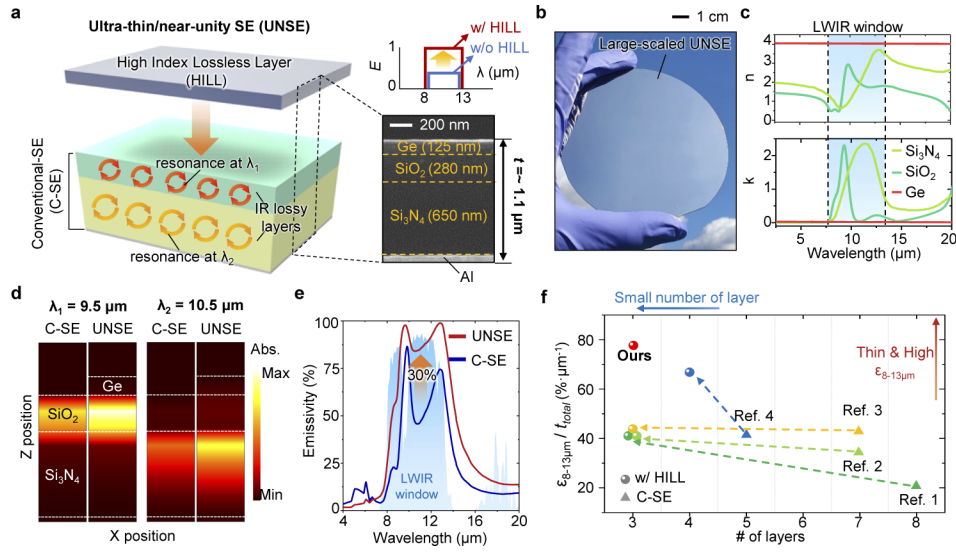 a
Ultra-thin/near-unity SE (UNSE)
High Index Lossless Layer
(HILL)
Conventional-SE
(C-SE)
resonance at λ1
IR lossy
layers
resonance at λ2
E
1
0
w/ HILL
w/o HILL
λ (μm)
8
13
200 nm
Ge (125 nm)
SiO2 (280 nm)
Si3N4 (650 nm)
Al
t =~ 1.1 μm
b
1 cm
Large-scaled UNSE
c
LWIR window
n
4
3
2
1
0
k
2
1
0
Si3N4
SiO2
Ge
5
10
15
20
Wavelength (μm)
d
λ1 = 9.5 μm
λ2 = 10.5 μm
C-SE
UNSE
C-SE
UNSE
Abs.
Max
Min
Ge
SiO2
Si3N4
Z position
X position
e
Emissivity (%)
100
75
50
25
0
UNSE
C-SE
30%
LWIR
window
4
8
12
16
20
Wavelength (μm)
f
Small number of layer
ε8-13μm / ttotal (%·μm-1)
80
60
40
20
Ours
Thin & High
ε8-13μm
Ref. 4
Ref. 3
Ref. 2
Ref. 1
w/ HILL
C-SE
3
4
5
6
7
8
# of layers